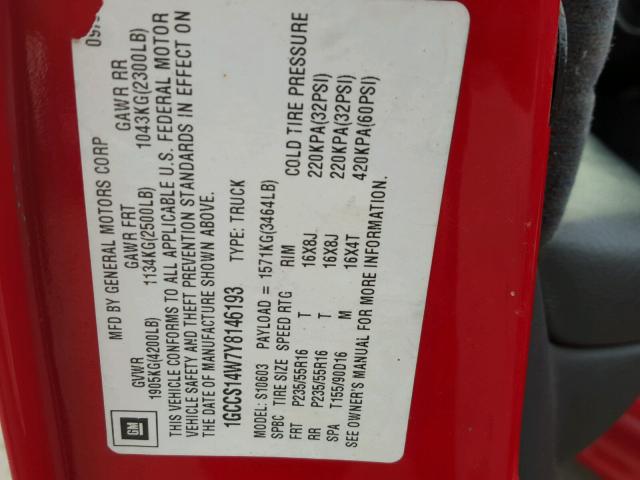 GM
MFD BY GENERAL MOTORS CORP
GVWR GAWR FRT GAWR RR
1905KG(4200LB) 1134KG(2500LB) 1043KG(2300LB)
THIS VEHICLE CONFORMS TO ALL APPLICABLE U.S. FEDERAL MOTOR
VEHICLE SAFETY AND THEFT PREVENTION STANDARDS IN EFFECT ON
THE DATE OF MANUFACTURE SHOWN ABOVE.
1GCCS14W7Y8146193 TYPE: TRUCK
MODEL: S10603 PAYLOAD = 1571KG(3464LB)
SPBC TIRE SIZE SPEED RTG RIM COLD TIRE PRESSURE
FRT P235/55R16 T 16X8J 220KPA(32PSI)
RR P235/55R16 T 16X8J 220KPA(32PSI)
SPA T155/90D16 M 16X4T 420KPA(60PSI)
SEE OWNER'S MANUAL FOR MORE INFORMATION.